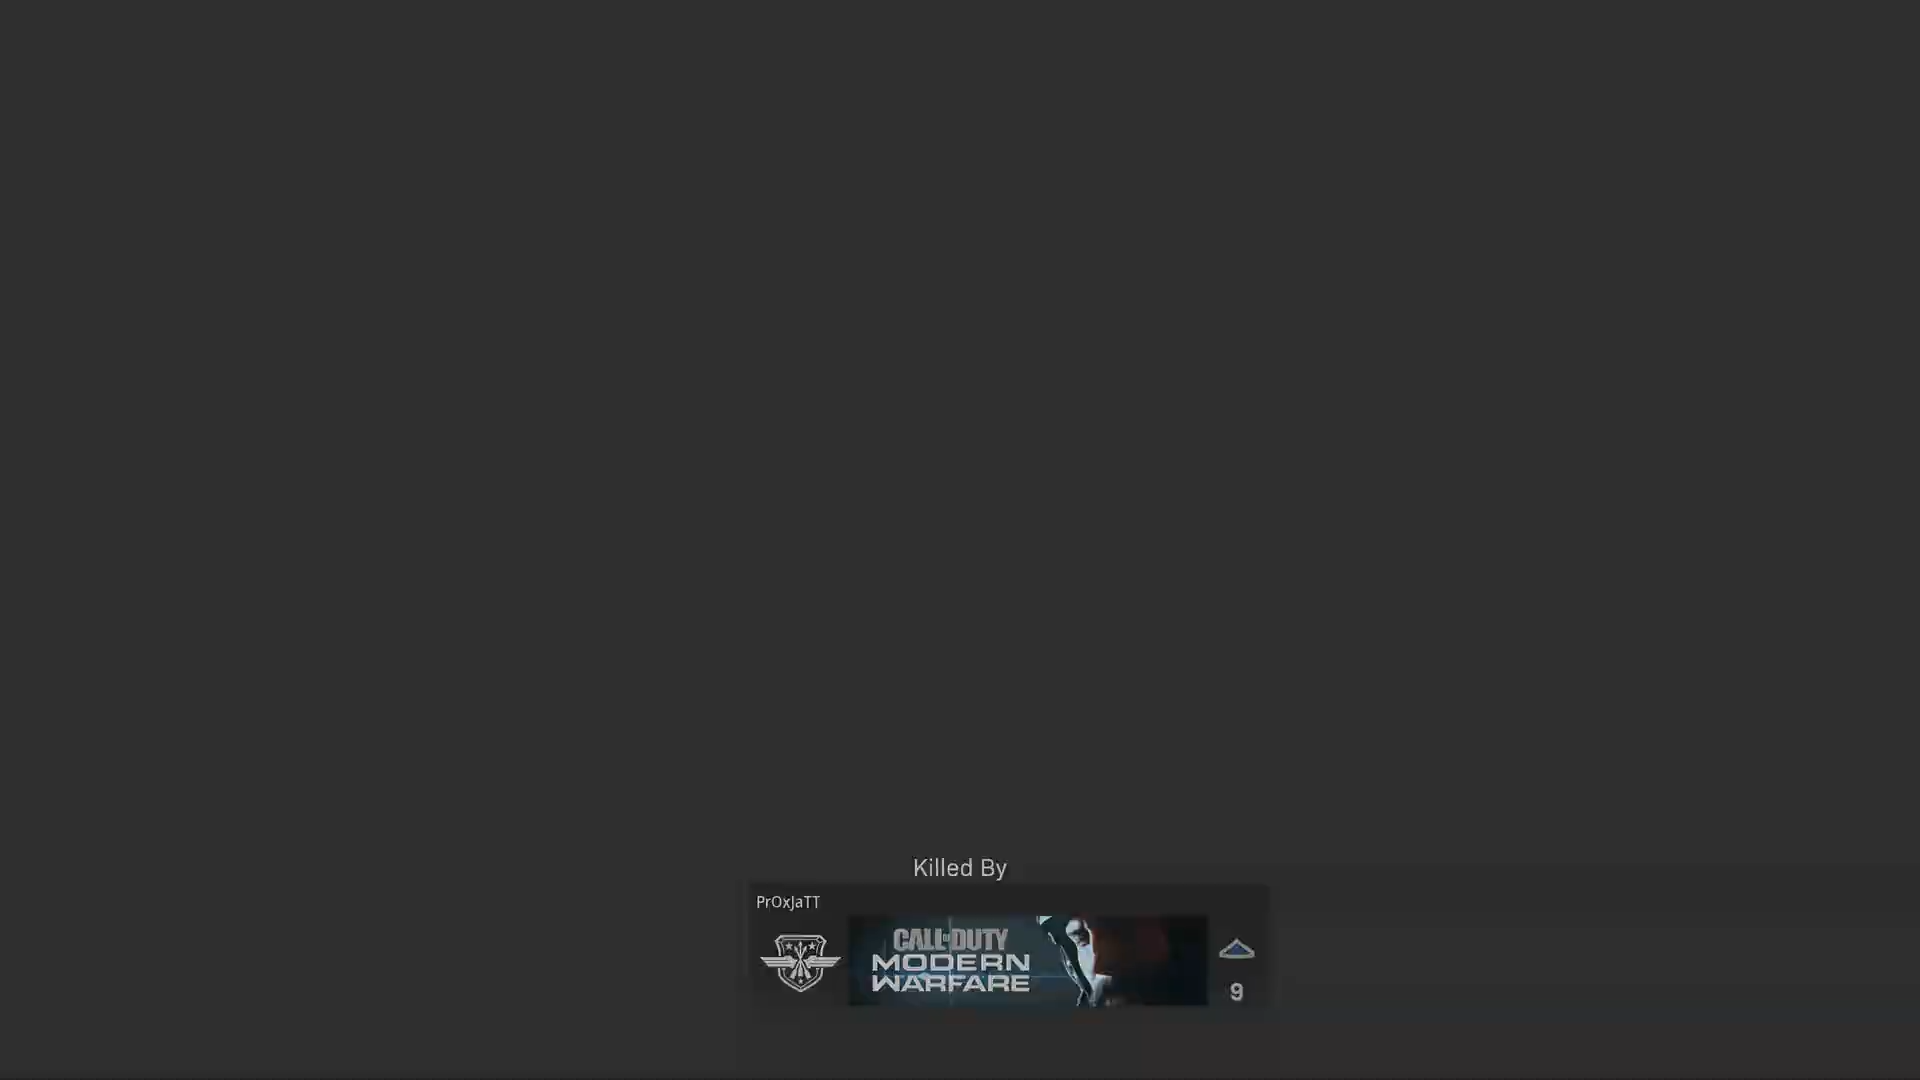 Killed By
PrOxJaTT
CALL OF DUTY
MODERN
WARFARE
9